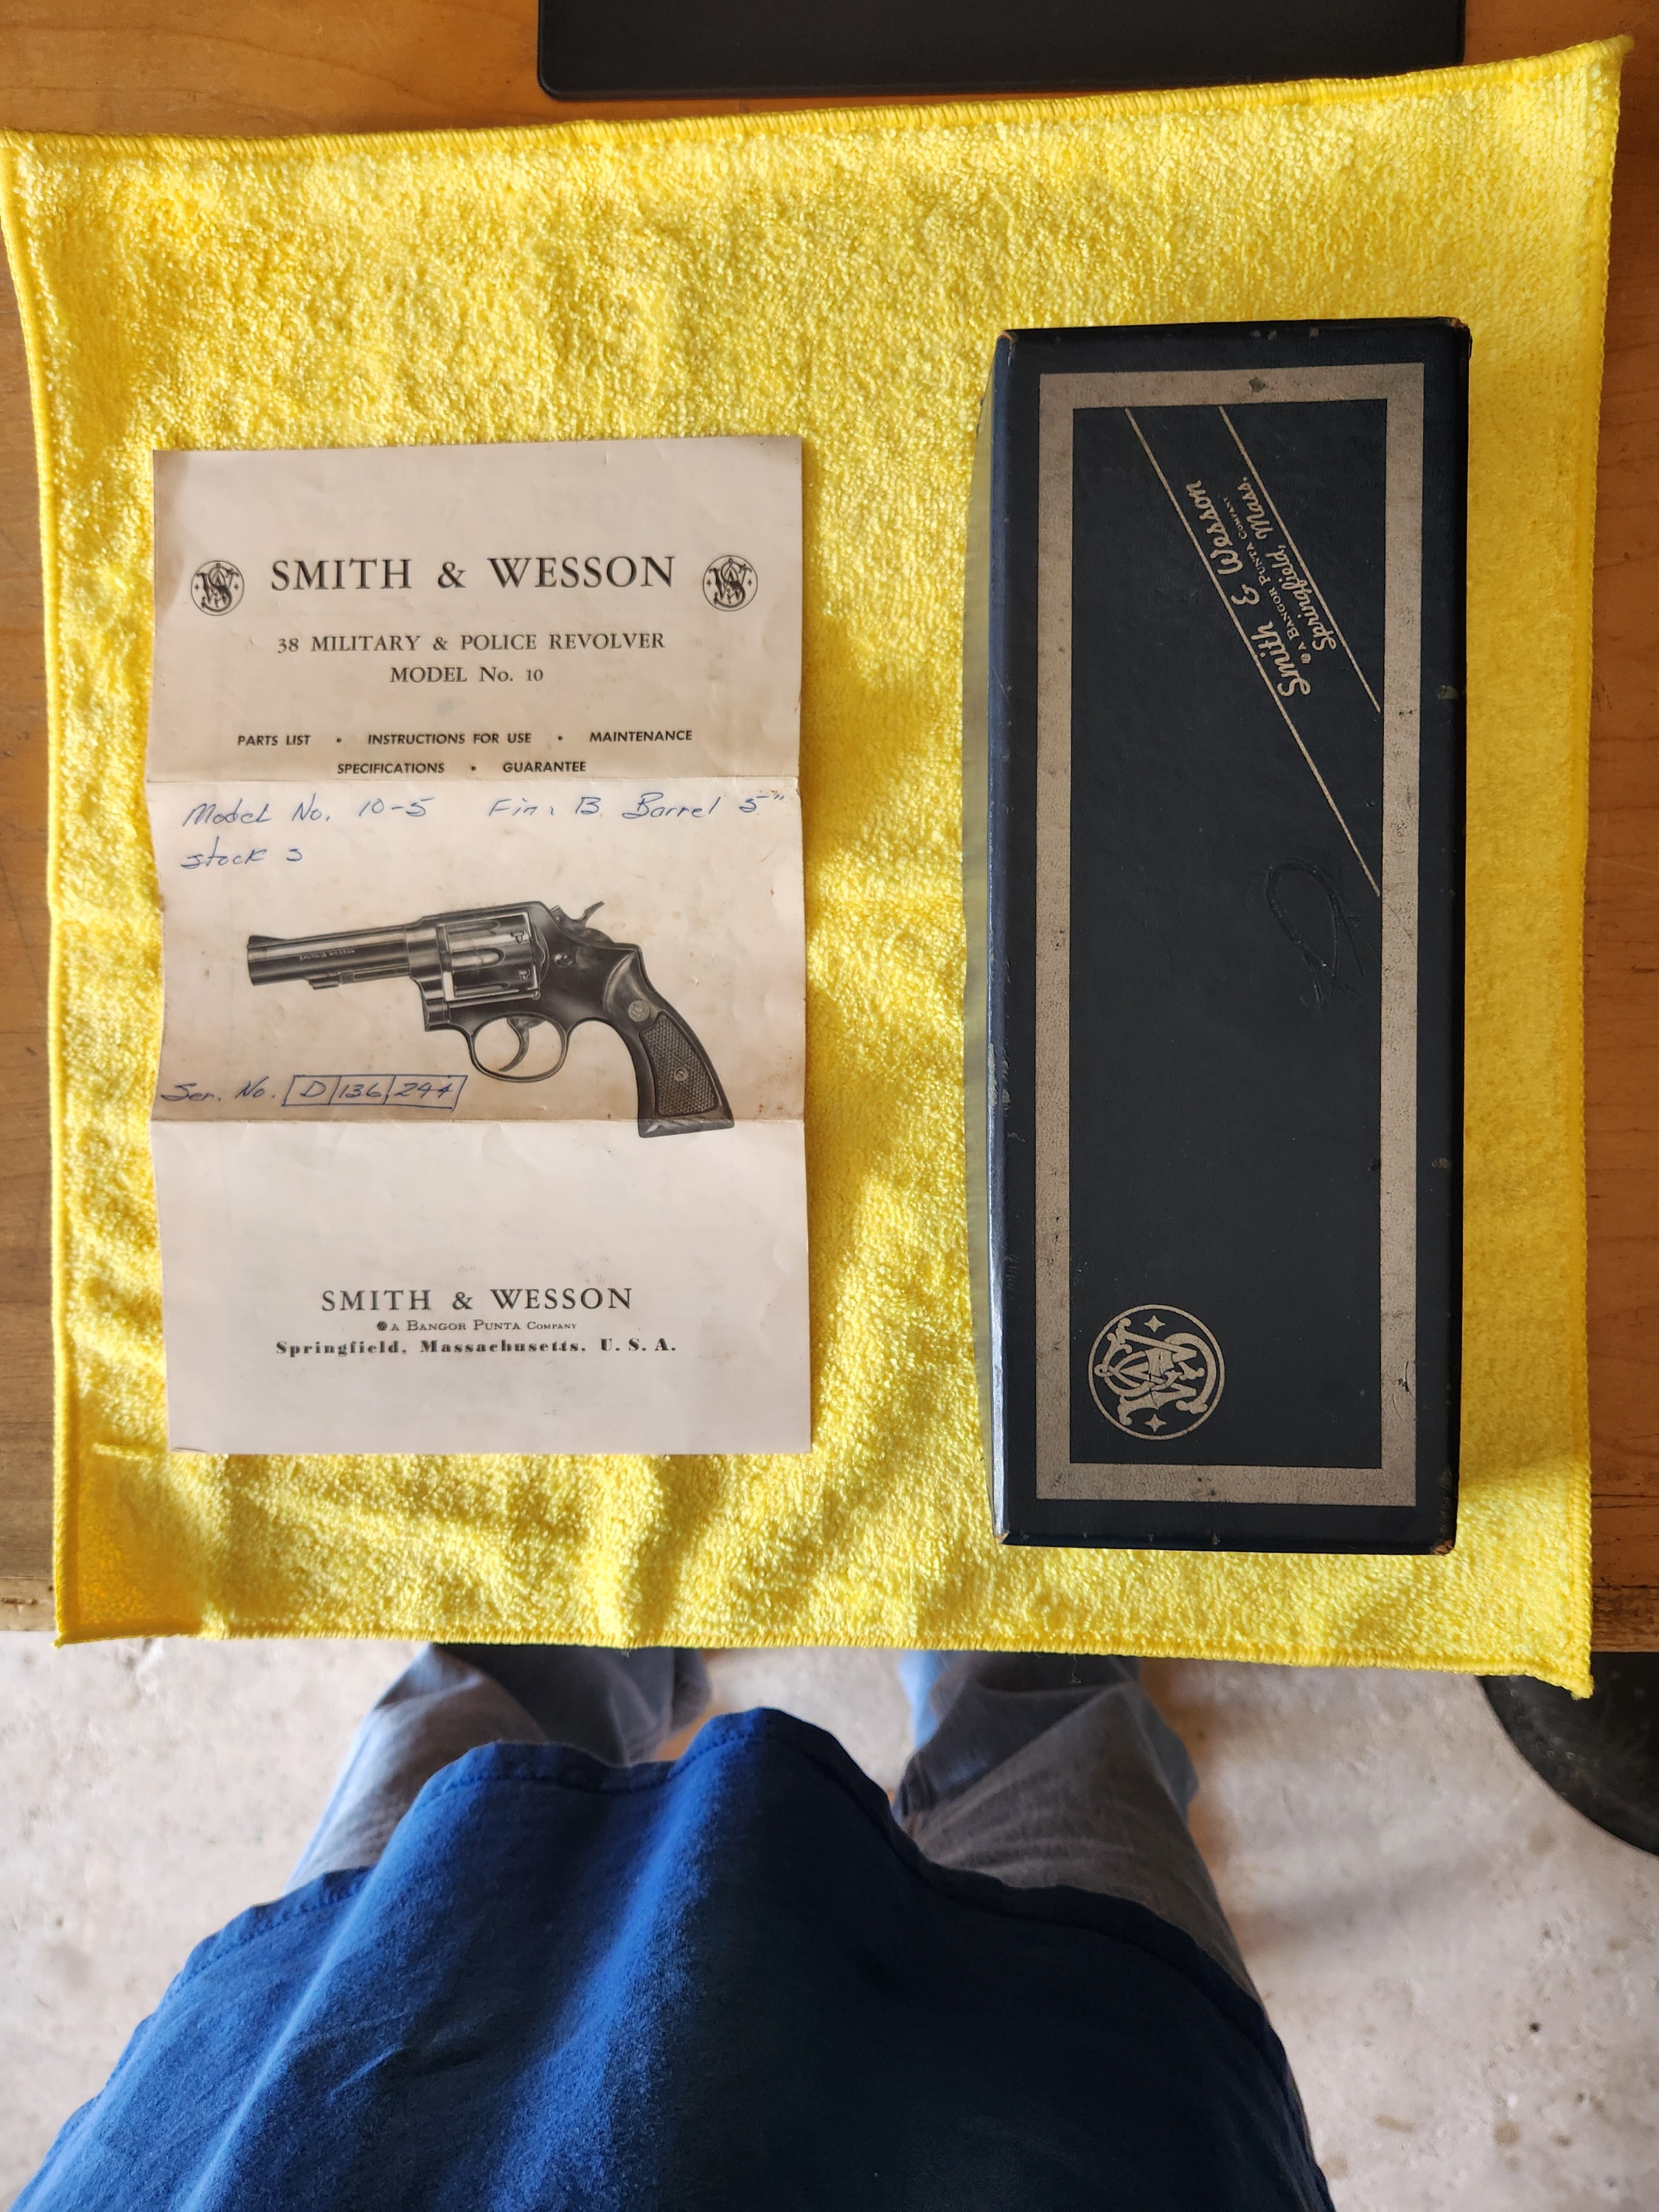 SMITH & WESSON
38 MILITARY & POLICE REVOLVER
MODEL No. 10
PARTS LIST • INSTRUCTIONS FOR USE • MAINTENANCE
SPECIFICATIONS • GUARANTEE
Model No. 10-5 Fin: B Barrel 5"
stock s
SMITH & WESSON
Ser. No. D 136 244
SMITH & WESSON
A BANGOR PUNTA COMPANY
Springfield, Massachusetts, U. S. A.
Smith & Wesson
A BANGOR PUNTA COMPANY
Springfield, Mass.